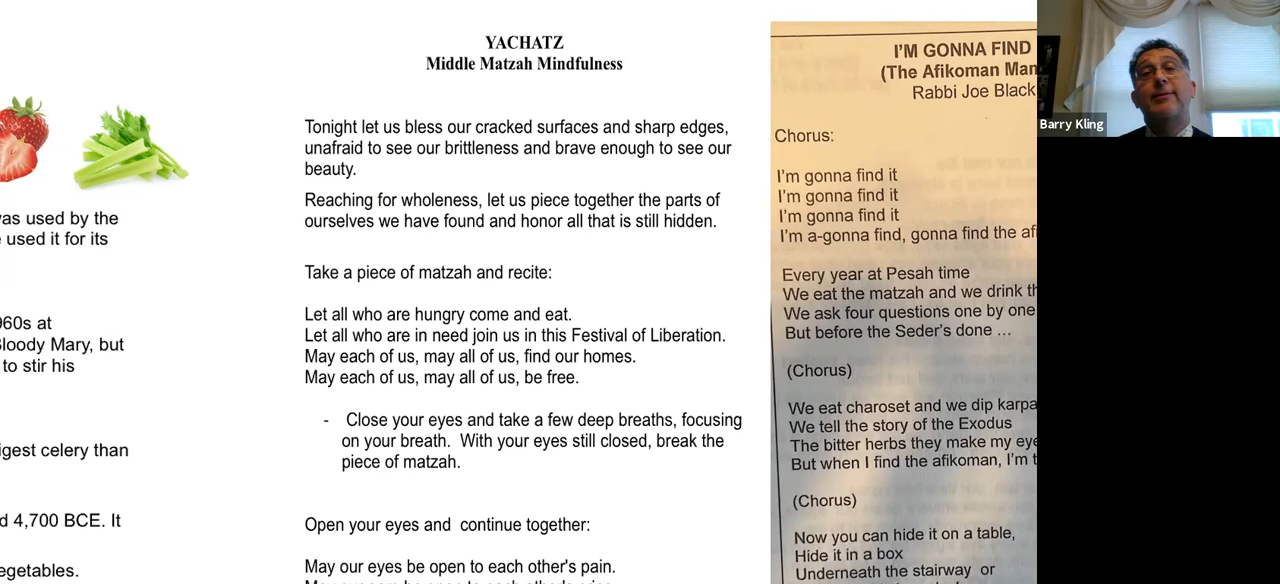 was used by the
used it for its
960s at
Bloody Mary, but
to stir his
igest celery than
d 4,700 BCE. It
egetables.
YACHATZ
Middle Matzah Mindfulness
Tonight let us bless our cracked surfaces and sharp edges,
unafraid to see our brittleness and brave enough to see our
beauty.
Reaching for wholeness, let us piece together the parts of
ourselves we have found and honor all that is still hidden.
Take a piece of matzah and recite:
Let all who are hungry come and eat.
Let all who are in need join us in this Festival of Liberation.
May each of us, may all of us, find our homes.
May each of us, may all of us, be free.
- Close your eyes and take a few deep breaths, focusing
on your breath. With your eyes still closed, break the
piece of matzah.
Open your eyes and continue together:
May our eyes be open to each other's pain.
I'M GONNA FIND
(The Afikoman Man
Rabbi Joe Black
Chorus:
I'm gonna find it
I'm gonna find it
I'm gonna find it
I'm a-gonna find, gonna find the afi
Every year at Pesah time
We eat the matzah and we drink th
We ask four questions one by one
But before the Seder's done ...
(Chorus)
We eat charoset and we dip karpa
We tell the story of the Exodus
The bitter herbs they make my eye
But when I find the afikoman, I'm t
(Chorus)
Now you can hide it on a table,
Hide it in a box
Underneath the stairway or
Barry Kling